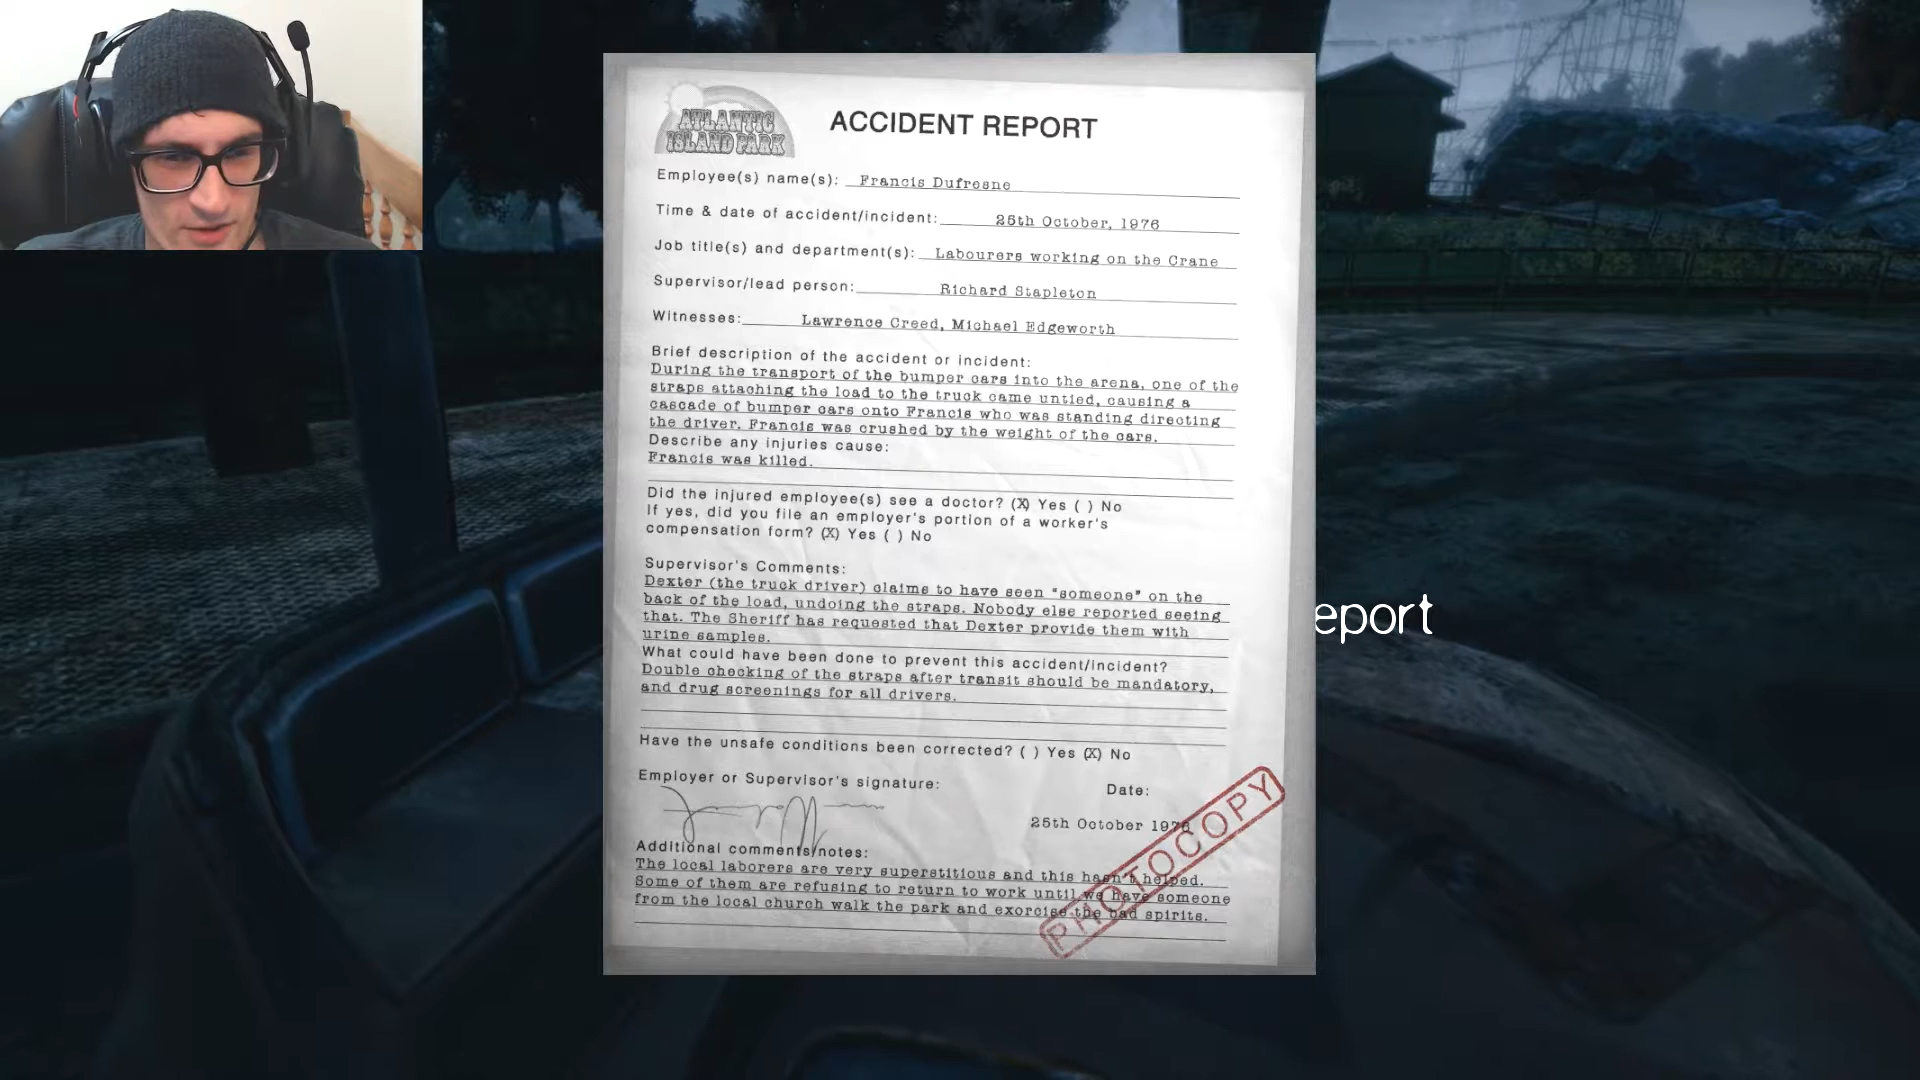 ATLANTIC
ISLAND PARK
ACCIDENT REPORT
Employee(s) name(s): Francis Dufresne
Time & date of accident/incident: 25th October, 1976
Job title(s) and department(s): Labourers working on the Crane
Supervisor/lead person: Richard Stapleton
Witnesses: Lawrence Creed, Michael Edgeworth
Brief description of the accident or incident:
During the transport of the bumper cars into the arena, one of the
straps attaching the load to the truck came untied, causing a
cascade of bumper cars onto Francis who was standing directing
the driver. Francis was crushed by the weight of the cars.
Describe any injuries cause:
Francis was killed.
Did the injured employee(s) see a doctor? (X) Yes ( ) No
If yes, did you file an employer's portion of a worker's
compensation form? (X) Yes ( ) No
Supervisor's Comments:
Dexter (the truck driver) claims to have seen "someone" on the
back of the load, undoing the straps. Nobody else reported seeing
that. The Sheriff has requested that Dexter provide them with
urine samples.
eport
What could have been done to prevent this accident/incident?
Double checking of the straps after transit should be mandatory,
and drug screenings for all drivers.
Have the unsafe conditions been corrected? ( ) Yes (X) No
Employer or Supervisor's signature:
Date:
25th October 1976
PHOTOCOPY
Additional comments/notes:
The local laborers are very superstitious and this hasn't helped.
Some of them are refusing to return to work until we have someone
from the local church walk the park and exorcise the bad spirits.